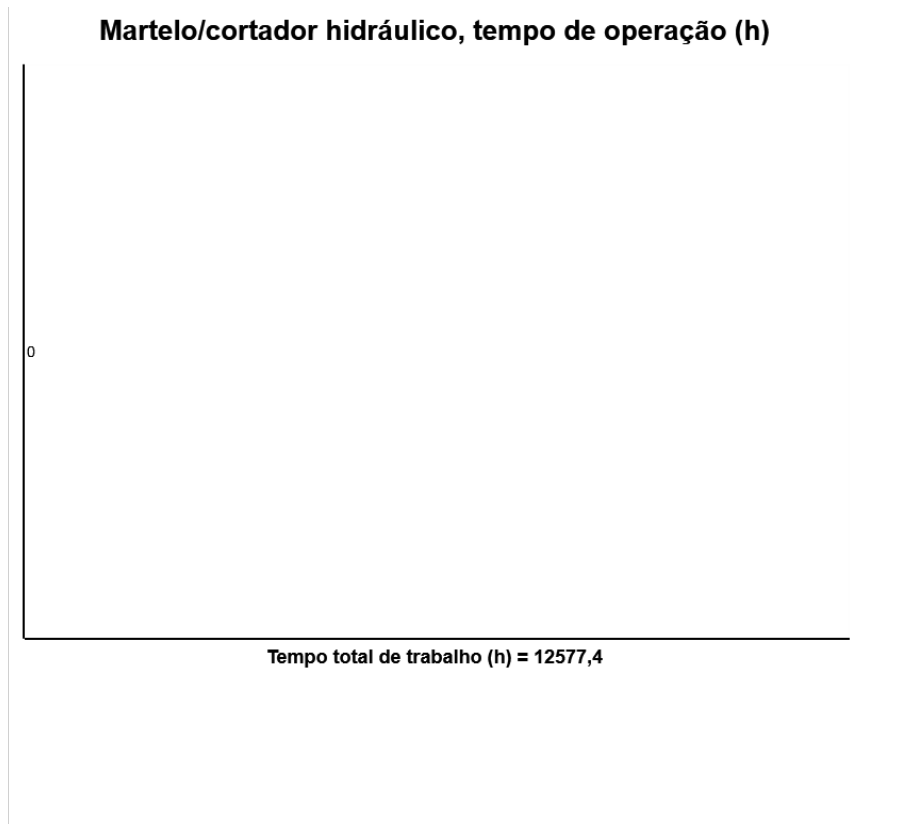 Martelo/cortador hidráulico, tempo de operação (h)
0
Tempo total de trabalho (h) = 12577,4